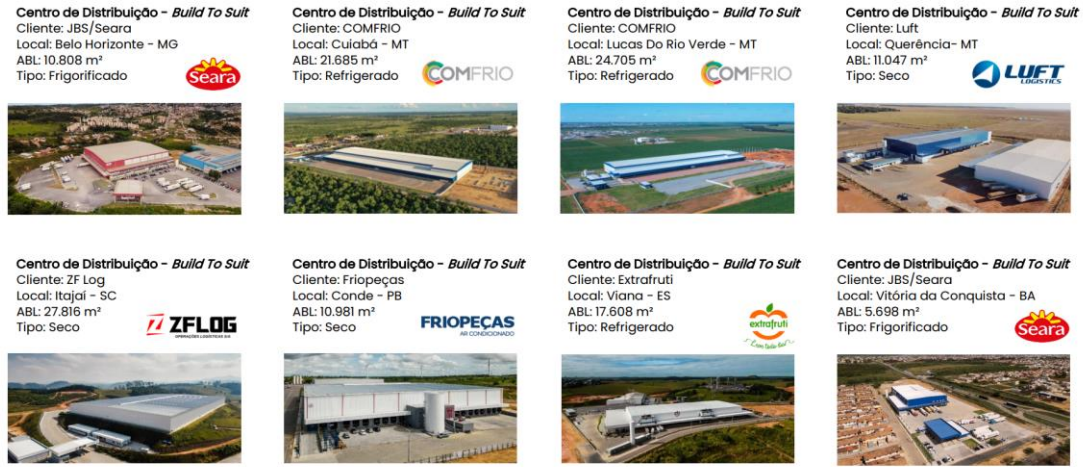 Centro de Distribuição - Build To Suit
Cliente: JBS/Seara
Local: Belo Horizonte - MG
ABL: 10.808 m²
Tipo: Frigorificado
Seara
Centro de Distribuição - Build To Suit
Cliente: COMFRIO
Local: Cuiabá - MT
ABL: 21.685 m²
Tipo: Refrigerado
COMFRIO
Centro de Distribuição - Build To Suit
Cliente: COMFRIO
Local: Lucas Do Rio Verde - MT
ABL: 24.705 m²
Tipo: Refrigerado
COMFRIO
Centro de Distribuição - Build To Suit
Cliente: Luft
Local: Querência- MT
ABL: 11.047 m²
Tipo: Seco
LUFT
LOGISTICS
Centro de Distribuição - Build To Suit
Cliente: ZF Log
Local: Itajaí - SC
ABL: 27.816 m²
Tipo: Seco
ZFLOG
OPERAÇÕES LOGÍSTICAS S/A
Centro de Distribuição - Build To Suit
Cliente: Friopeças
Local: Conde - PB
ABL: 10.981 m²
Tipo: Seco
FRIOPEÇAS
AR CONDICIONADO
Centro de Distribuição - Build To Suit
Cliente: Extrafruti
Local: Viana - ES
ABL: 17.608 m²
Tipo: Refrigerado
extrafruti
Centro de Distribuição - Build To Suit
Cliente: JBS/Seara
Local: Vitória da Conquista - BA
ABL: 5.698 m²
Tipo: Frigorificado
Seara